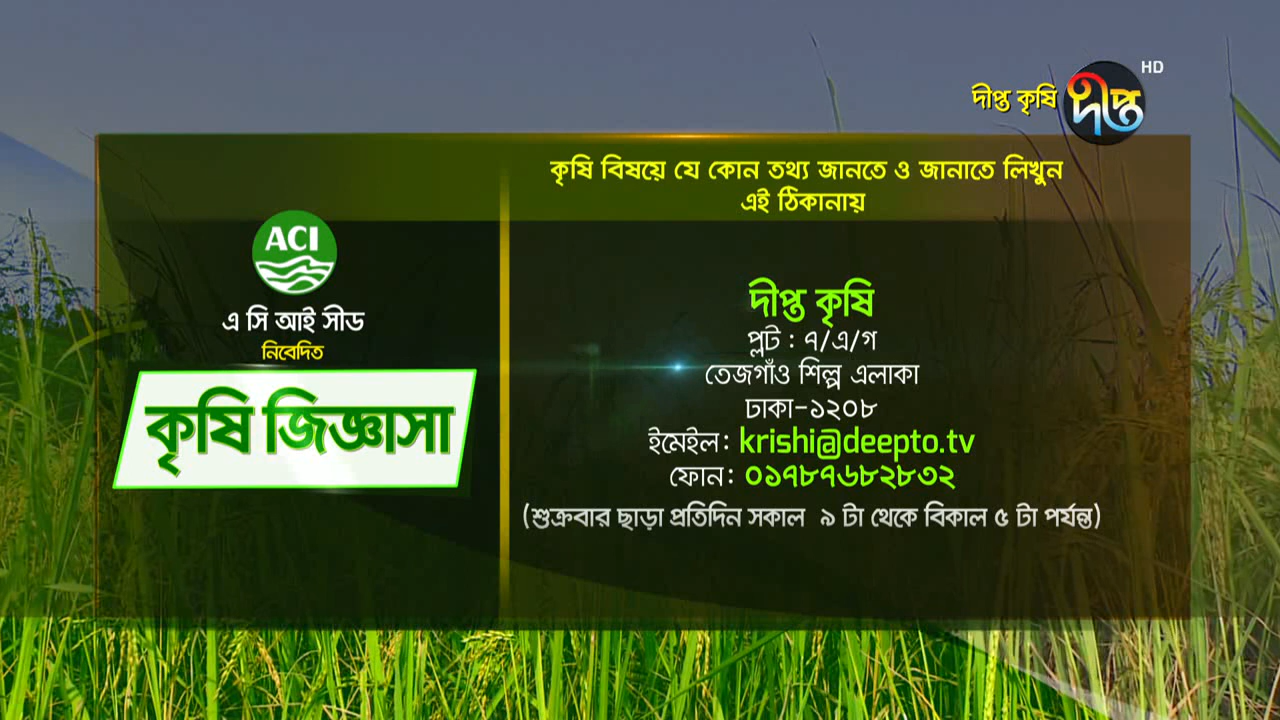 HD
দীপ্ত কৃষি দীপ্ত
কৃষি বিষয়ে যে কোন তথ্য জানতে ও জানাতে লিখুন
এই ঠিকানায়
ACI
এ সি আই সীড
নিবেদিত
কৃষি জিজ্ঞাসা
দীপ্ত কৃষি
প্লট : ৭/এ/গ
তেজগাঁও শিল্প এলাকা
ঢাকা-১২০৮
ইমেইল: krishi@deepto.tv
ফোন: ০১৭৮৭৬৮২৮৩২
(শুক্রবার ছাড়া প্রতিদিন সকাল ৯ টা থেকে বিকাল ৫ টা পর্যন্ত)